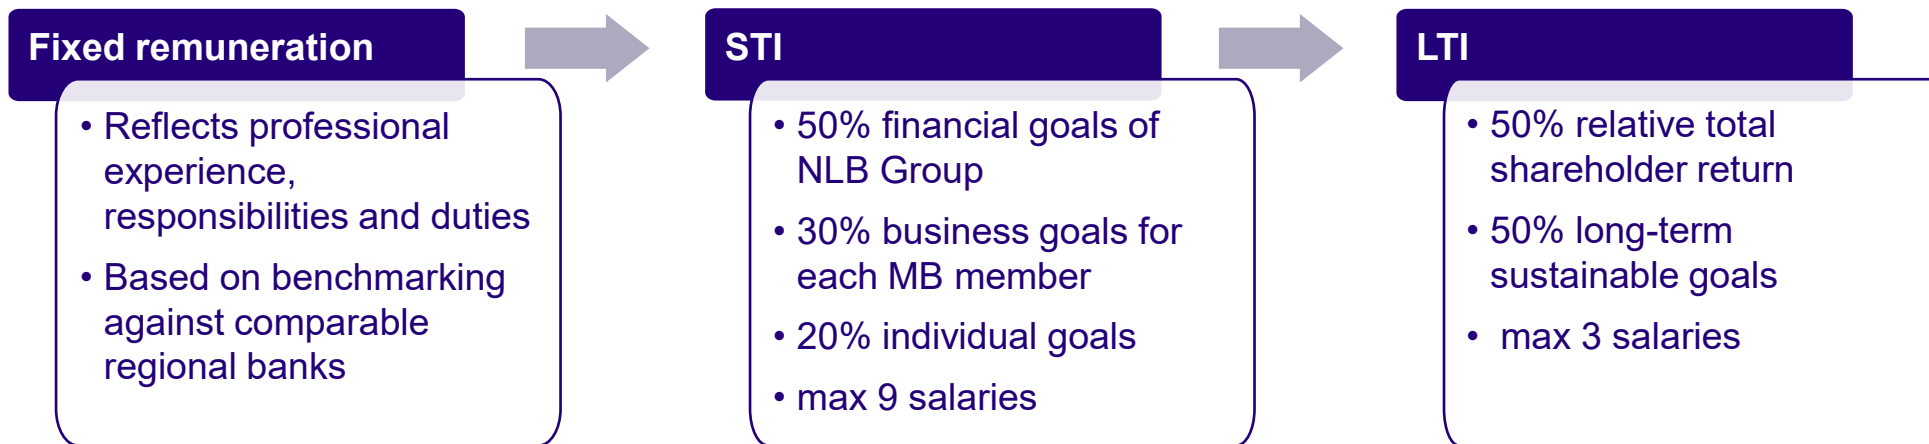 Fixed remuneration
• Reflects professional
experience,
responsibilities and duties
• Based on benchmarking
against comparable
regional banks
STI
• 50% financial goals of
NLB Group
• 30% business goals for
each MB member
• 20% individual goals
• max 9 salaries
LTI
• 50% relative total
shareholder return
• 50% long-term
sustainable goals
• max 3 salaries